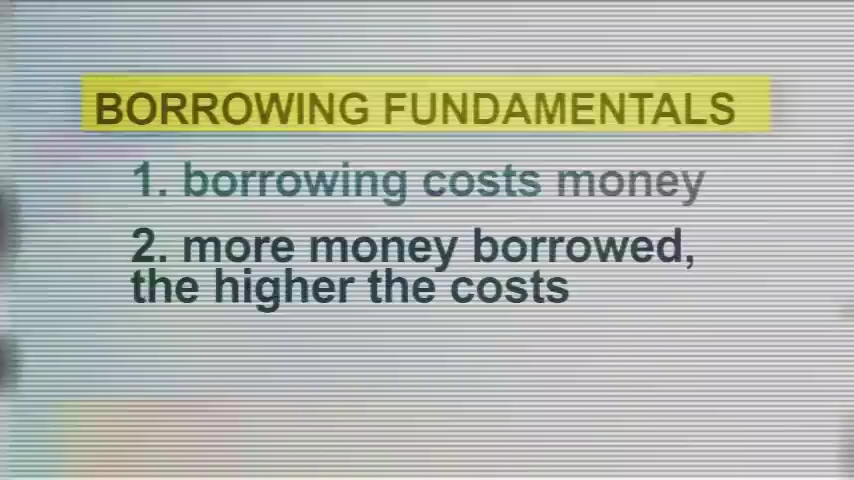 BORROWING FUNDAMENTALS
1. borrowing costs money
2. more money borrowed,
the higher the costs